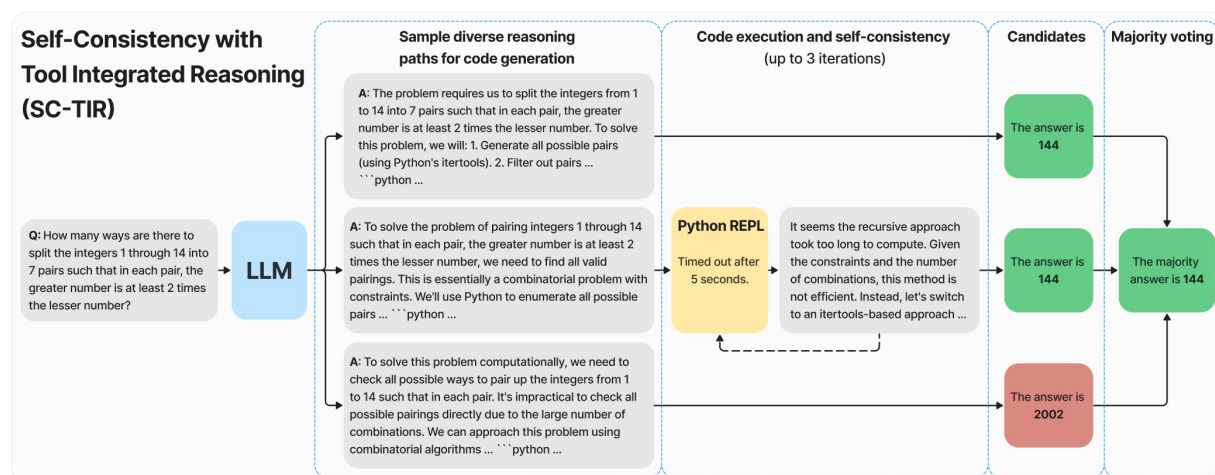 Self-Consistency with
Tool Integrated Reasoning
(SC-TIR)
Sample diverse reasoning
paths for code generation
Code execution and self-consistency
(up to 3 iterations)
Candidates
Majority voting
Q: How many ways are there to
split the integers 1 through 14 into
7 pairs such that in each pair, the
greater number is at least 2 times
the lesser number?
LLM
A: The problem requires us to split the integers from 1
to 14 into 7 pairs such that in each pair, the greater
number is at least 2 times the lesser number. To solve
this problem, we will: 1. Generate all possible pairs
(using Python's itertools). 2. Filter out pairs ...
```python ...
A: To solve the problem of pairing integers 1 through 14
such that in each pair, the greater number is at least 2
times the lesser number, we need to find all valid
pairings. This is essentially a combinatorial problem with
constraints. We'll use Python to enumerate all possible
pairs ... ```python ...
A: To solve this problem computationally, we need to
check all possible ways to pair up the integers from 1
to 14 such that in each pair. It's impractical to check all
possible pairings directly due to the large number of
combinations. We can approach this problem using
combinatorial algorithms ... ```python ...
Python REPL
Timed out after
5 seconds.
It seems the recursive approach
took too long to compute. Given
the constraints and the number
of combinations, this method is
not efficient. Instead, let's switch
to an itertools-based approach ...
The answer is
144
The answer is
144
The answer is
2002
The majority
answer is 144